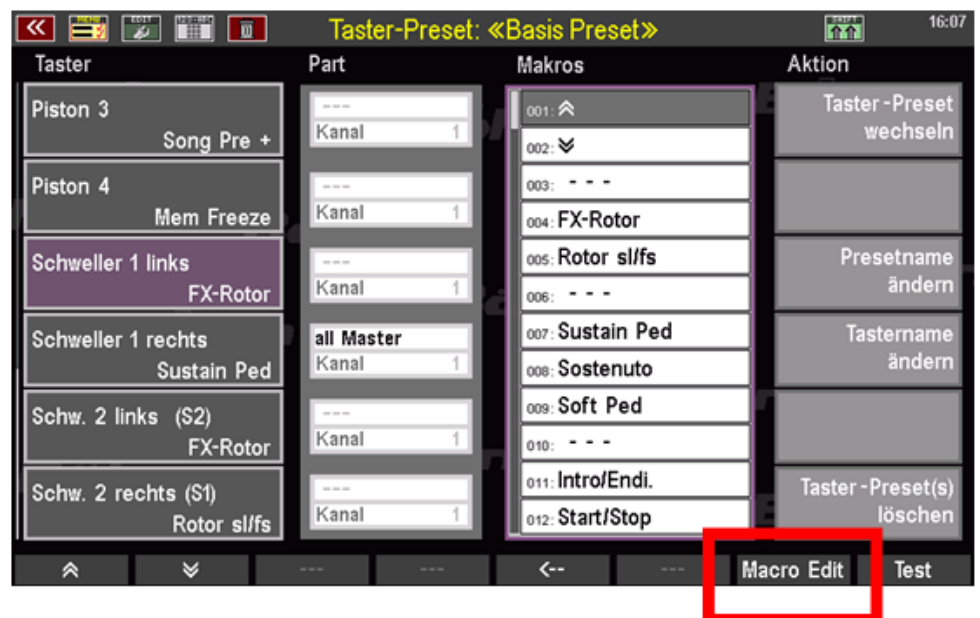 MENU EDIT Taster-Preset: «Basis Preset» SHIFT 16:07
Taster Part Makros Aktion
Piston 3
Song Pre +
Piston 4
Mem Freeze
Schweller 1 links
FX-Rotor
Schweller 1 rechts
Sustain Ped
Schw. 2 links (S2)
FX-Rotor
Schw. 2 rechts (S1)
Rotor sl/fs
---
Kanal 1
---
Kanal 1
---
Kanal 1
all Master
Kanal 1
---
Kanal 1
---
Kanal 1
001:
002:
003: - - -
004: FX-Rotor
005: Rotor sl/fs
006: - - -
007: Sustain Ped
008: Sostenuto
009: Soft Ped
010: - - -
011: Intro/Endi.
012: Start/Stop
Taster-Preset
wechseln
Presetname
ändern
Tastername
ändern
Taster-Preset(s)
löschen
--- --- <-- --- Macro Edit Test